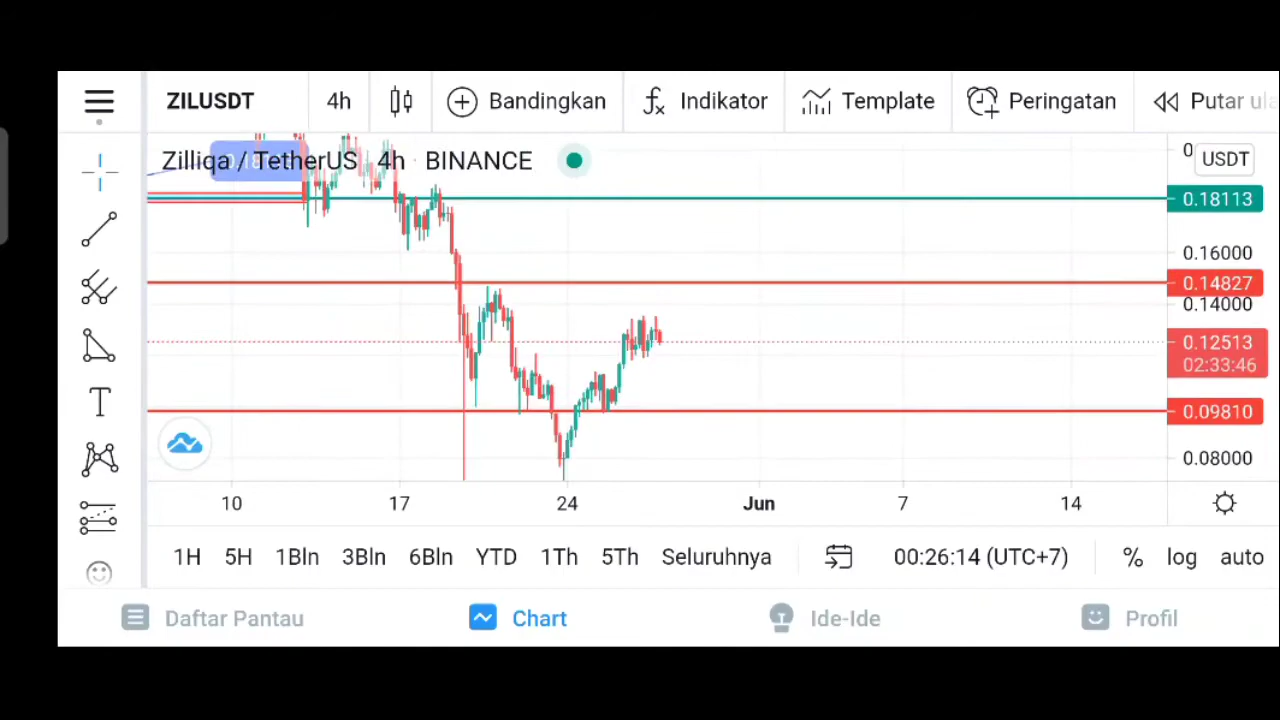 ZILUSDT 4h Bandingkan Indikator Template Peringatan Putar ula
Zilliqa / TetherUS 4h · BINANCE
0 USDT
0.18113
0.16000
0.14827
0.14000
0.12513
02:33:46
0.09810
0.08000
10 17 24 Jun 7 14
1H 5H 1Bln 3Bln 6Bln YTD 1Th 5Th Seluruhnya 00:26:14 (UTC+7) % log auto
Daftar Pantau Chart Ide-Ide Profil